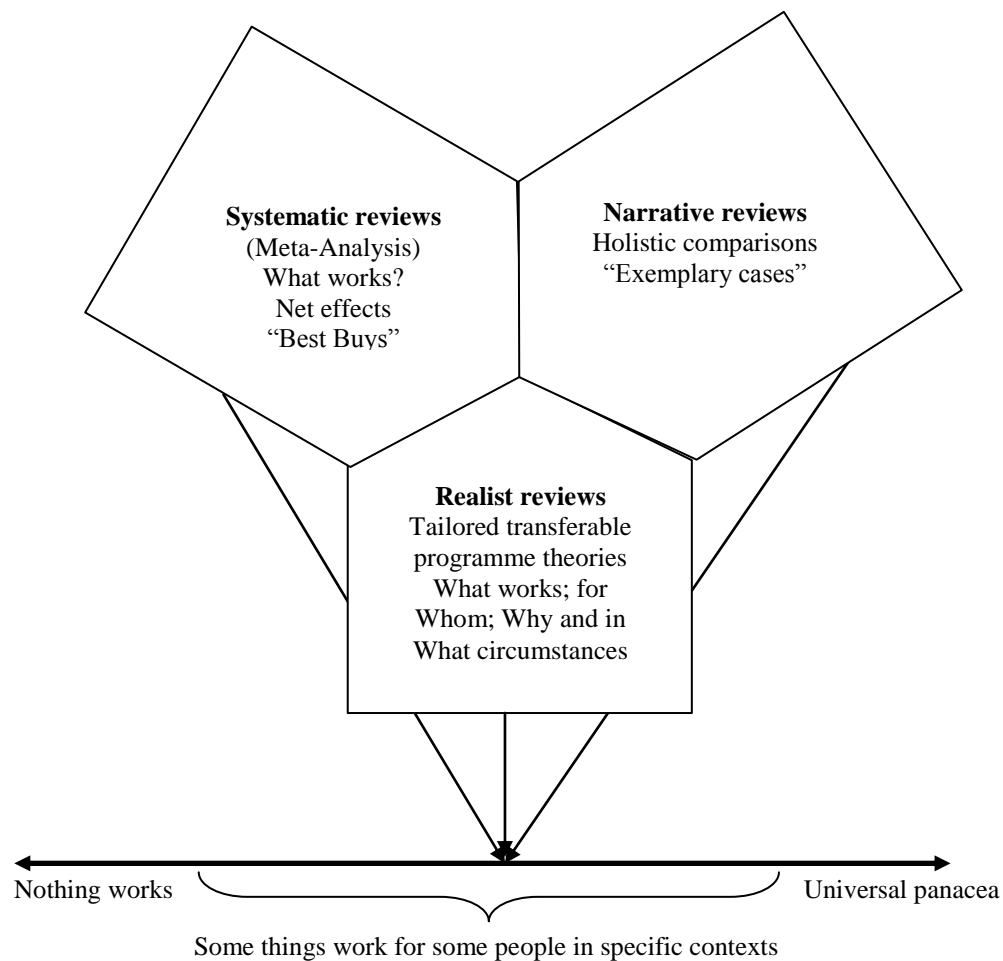 Systematic reviews
(Meta-Analysis)
What works?
Net effects
“Best Buys”
Narrative reviews
Holistic comparisons
“Exemplary cases”
Realist reviews
Tailored transferable
programme theories
What works; for
Whom; Why and in
What circumstances
Nothing works
Universal panacea
Some things work for some people in specific contexts